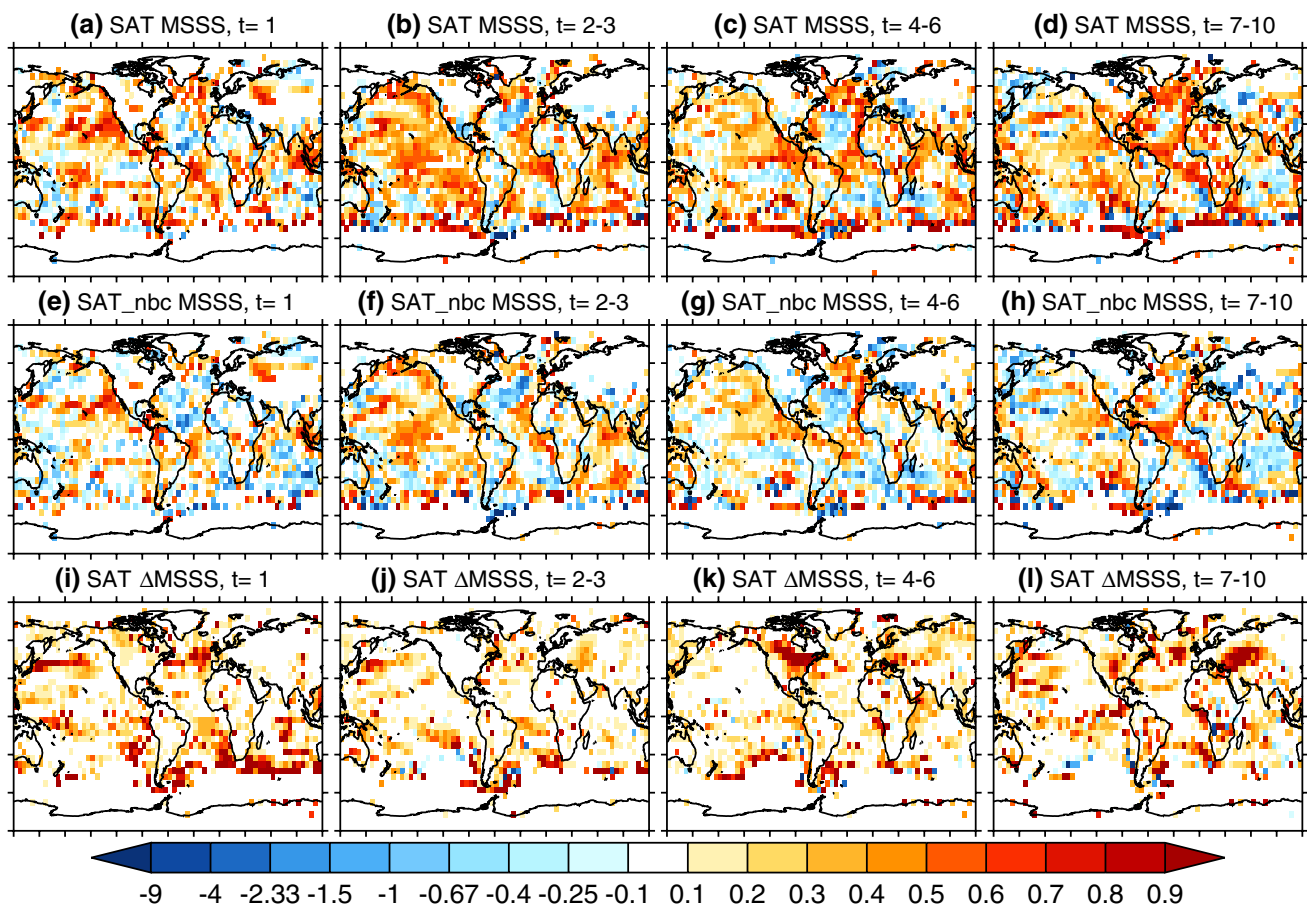 (a) SAT MSSS, t= 1
(b) SAT MSSS, t= 2-3
(c) SAT MSSS, t= 4-6
(d) SAT MSSS, t= 7-10
(e) SAT_nbc MSSS, t= 1
(f) SAT_nbc MSSS, t= 2-3
(g) SAT_nbc MSSS, t= 4-6
(h) SAT_nbc MSSS, t= 7-10
(i) SAT ΔMSSS, t= 1
(j) SAT ΔMSSS, t= 2-3
(k) SAT ΔMSSS, t= 4-6
(l) SAT ΔMSSS, t= 7-10
-9 -4 -2.33 -1.5 -1 -0.67 -0.4 -0.25 -0.1 0.1 0.2 0.3 0.4 0.5 0.6 0.7 0.8 0.9